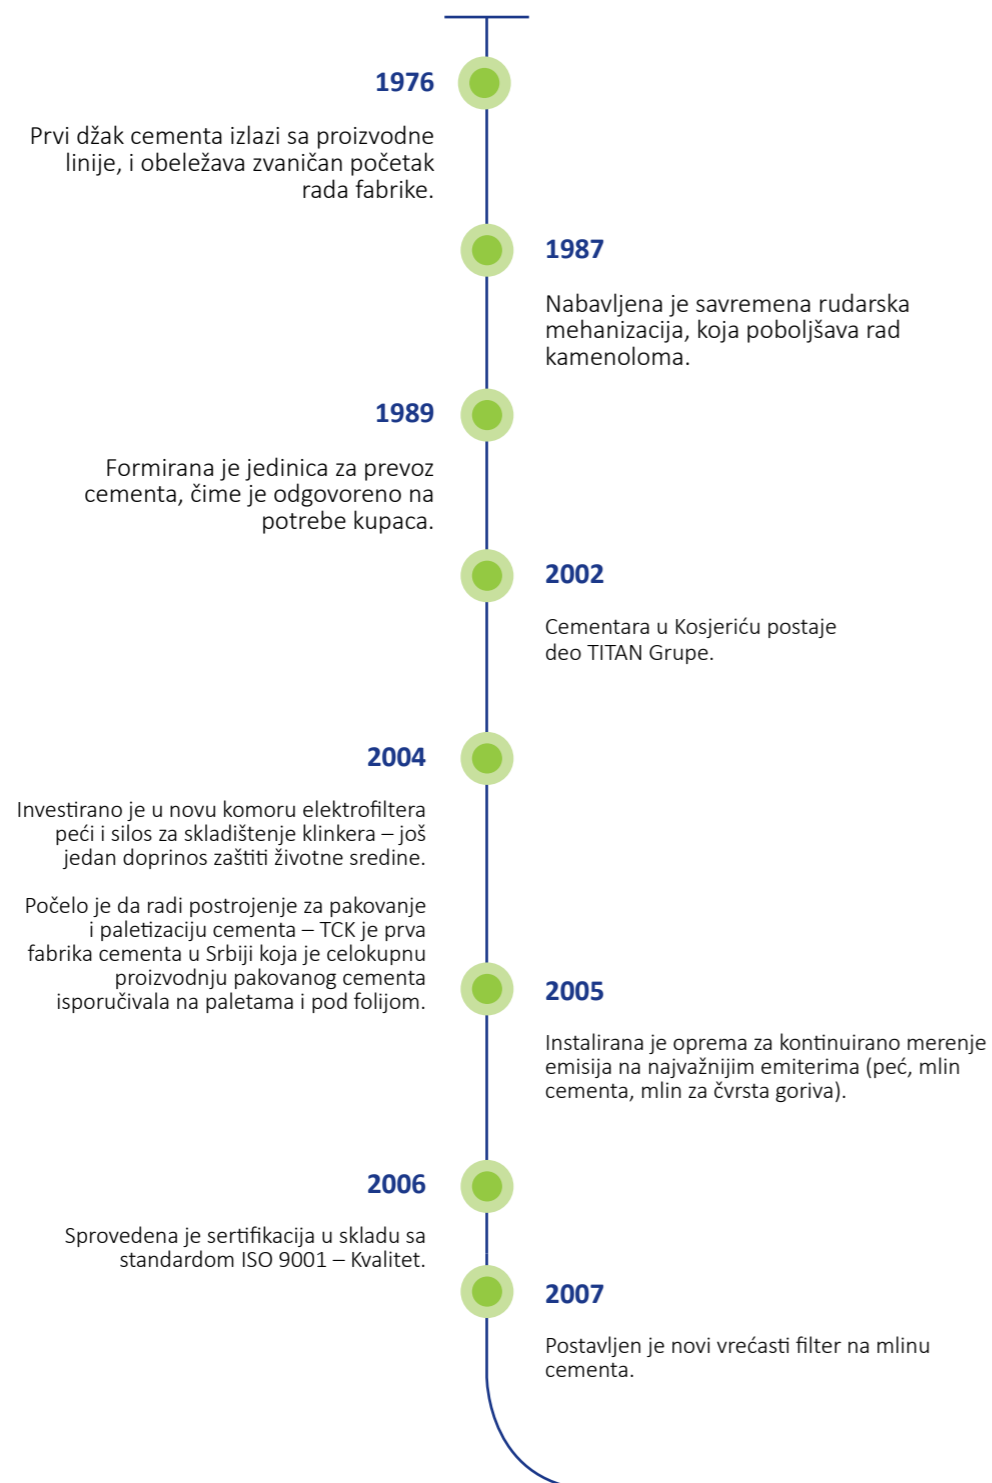 1976
Prvi džak cementa izlazi sa proizvodne
linije, i obeležava zvaničan početak
rada fabrike.
1987
Nabavljena je savremena rudarska
mehanizacija, koja poboljšava rad
kamenoloma.
1989
Formirana je jedinica za prevoz
cementa, čime je odgovoreno na
potrebe kupaca.
2002
Cementara u Kosjeriću postaje
deo TITAN Grupe.
2004
Investirano je u novu komoru elektrofiltera
peći i silos za skladištenje klinkera – još
jedan doprinos zaštiti životne sredine.
Počelo je da radi postrojenje za pakovanje
i paletizaciju cementa – TCK je prva
fabrika cementa u Srbiji koja je celokupnu
proizvodnju pakovanog cementa
isporučivala na paletama i pod folijom.
2005
Instalirana je oprema za kontinuirano merenje
emisija na najvažnijim emiterima (peć, mlin
cementa, mlin za čvrsta goriva).
2006
Sprovedena je sertifikacija u skladu sa
standardom ISO 9001 – Kvalitet.
2007
Postavljen je novi vrećasti filter na mlinu
cementa.